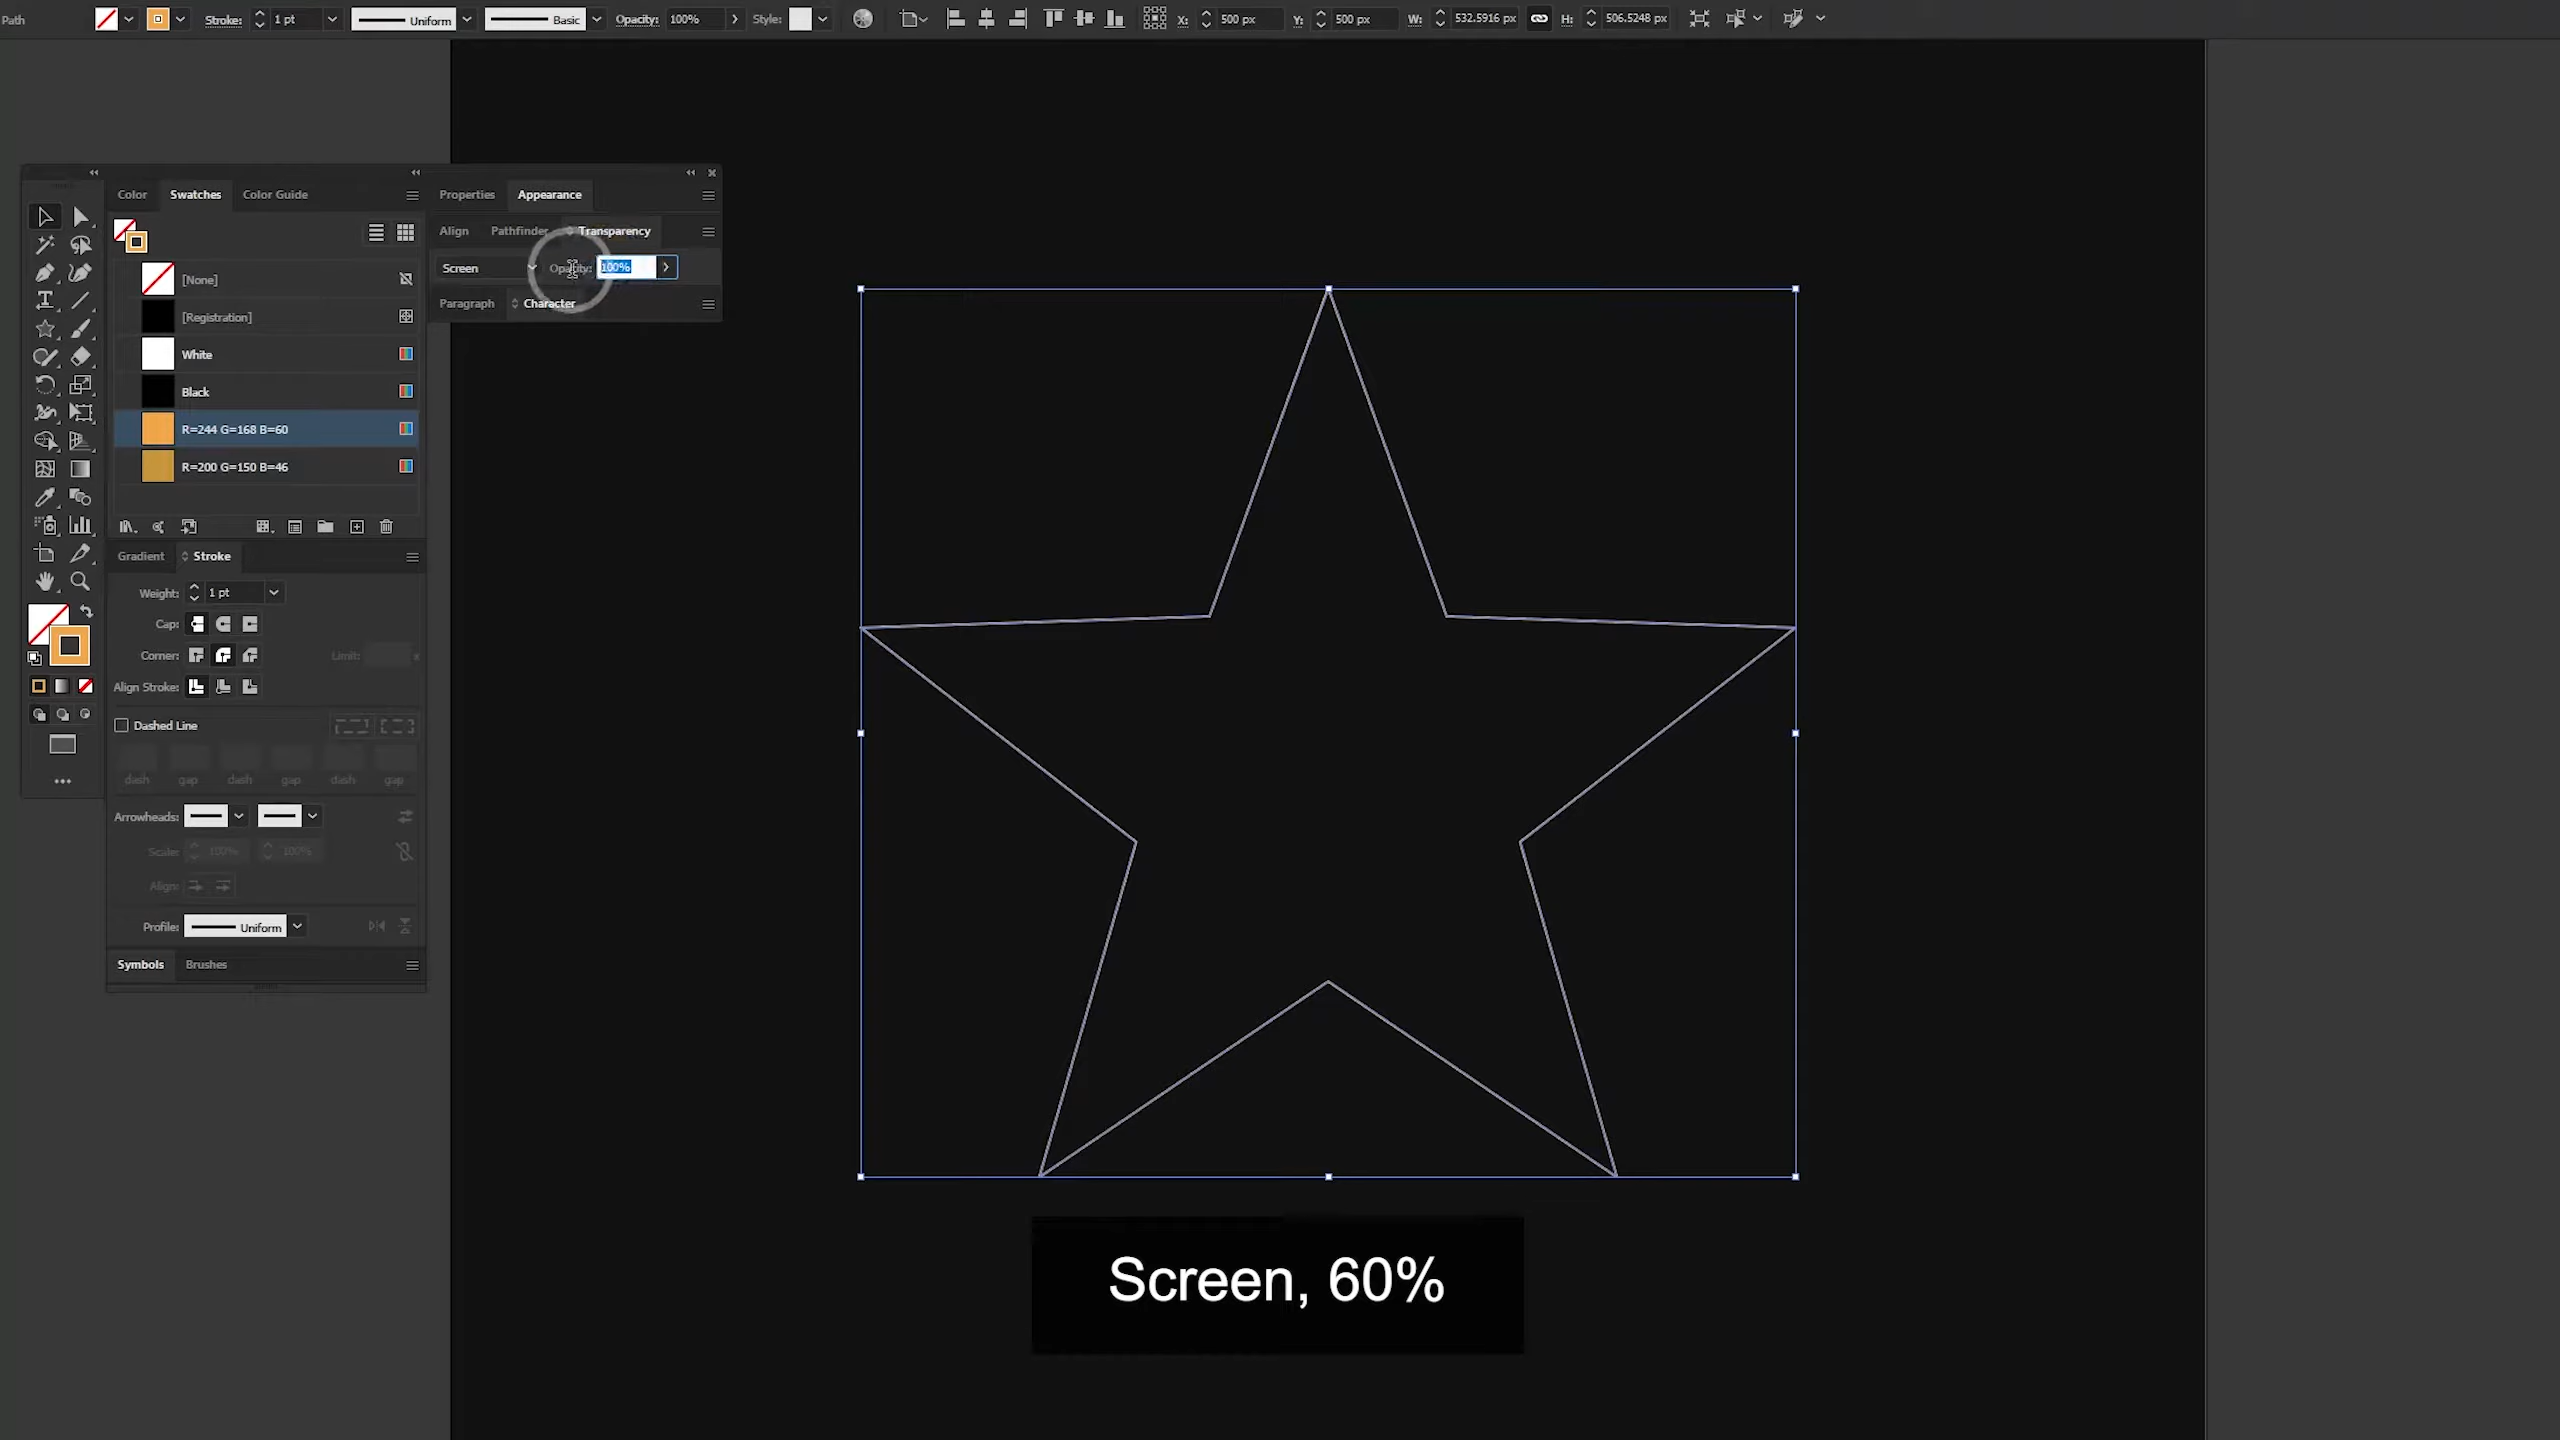 Path Stroke: 1 pt Uniform Basic Opacity: 100% Style: X: 500 px Y: 500 px W: 532.5916 px H: 506.5248 px
Color Swatches Color Guide
Properties Appearance
Align Pathfinder Transparency
Screen Opacity: 100%
Paragraph Character
[None]
[Registration]
White
Black
R=244 G=168 B=60
R=200 G=150 B=46
Gradient Stroke
Weight: 1 pt
Cap:
Corner: Limit: x
Align Stroke:
Dashed Line
dash gap dash gap dash gap
Arrowheads:
Scale: 100% 100%
Align:
Profile: Uniform
Symbols Brushes
Screen, 60%